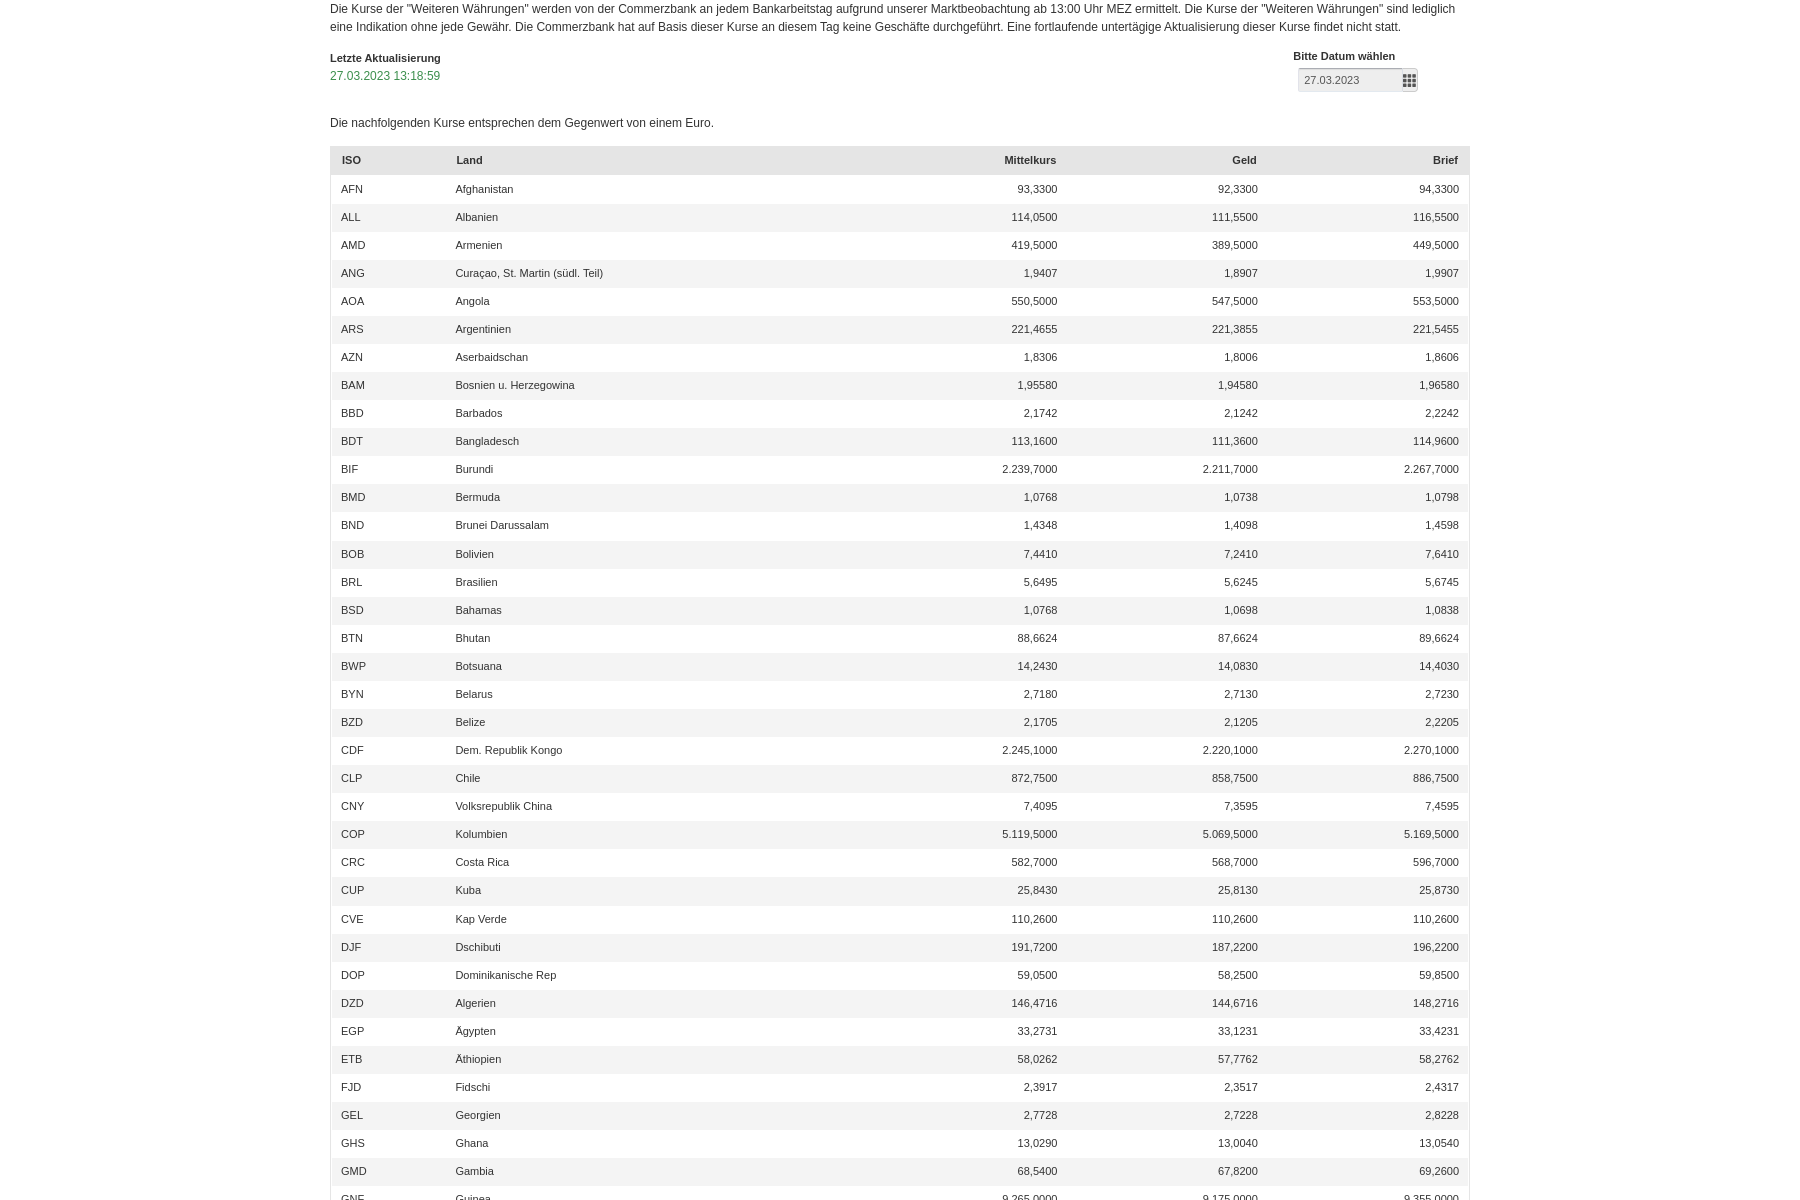 Die Kurse der "Weiteren Währungen" werden von der Commerzbank an jedem Bankarbeitstag aufgrund unserer Marktbeobachtung ab 13:00 Uhr MEZ ermittelt. Die Kurse der "Weiteren Währungen" sind lediglich
eine Indikation ohne jede Gewähr. Die Commerzbank hat auf Basis dieser Kurse an diesem Tag keine Geschäfte durchgeführt. Eine fortlaufende untertägige Aktualisierung dieser Kurse findet nicht statt.
Letzte Aktualisierung
27.03.2023 13:18:59
Bitte Datum wählen
27.03.2023
Die nachfolgenden Kurse entsprechen dem Gegenwert von einem Euro.
ISO Land Mittelkurs Geld Brief
AFN Afghanistan 93,3300 92,3300 94,3300
ALL Albanien 114,0500 111,5500 116,5500
AMD Armenien 419,5000 389,5000 449,5000
ANG Curaçao, St. Martin (südl. Teil) 1,9407 1,8907 1,9907
AOA Angola 550,5000 547,5000 553,5000
ARS Argentinien 221,4655 221,3855 221,5455
AZN Aserbaidschan 1,8306 1,8006 1,8606
BAM Bosnien u. Herzegowina 1,95580 1,94580 1,96580
BBD Barbados 2,1742 2,1242 2,2242
BDT Bangladesch 113,1600 111,3600 114,9600
BIF Burundi 2.239,7000 2.211,7000 2.267,7000
BMD Bermuda 1,0768 1,0738 1,0798
BND Brunei Darussalam 1,4348 1,4098 1,4598
BOB Bolivien 7,4410 7,2410 7,6410
BRL Brasilien 5,6495 5,6245 5,6745
BSD Bahamas 1,0768 1,0698 1,0838
BTN Bhutan 88,6624 87,6624 89,6624
BWP Botsuana 14,2430 14,0830 14,4030
BYN Belarus 2,7180 2,7130 2,7230
BZD Belize 2,1705 2,1205 2,2205
CDF Dem. Republik Kongo 2.245,1000 2.220,1000 2.270,1000
CLP Chile 872,7500 858,7500 886,7500
CNY Volksrepublik China 7,4095 7,3595 7,4595
COP Kolumbien 5.119,5000 5.069,5000 5.169,5000
CRC Costa Rica 582,7000 568,7000 596,7000
CUP Kuba 25,8430 25,8130 25,8730
CVE Kap Verde 110,2600 110,2600 110,2600
DJF Dschibuti 191,7200 187,2200 196,2200
DOP Dominikanische Rep 59,0500 58,2500 59,8500
DZD Algerien 146,4716 144,6716 148,2716
EGP Ägypten 33,2731 33,1231 33,4231
ETB Äthiopien 58,0262 57,7762 58,2762
FJD Fidschi 2,3917 2,3517 2,4317
GEL Georgien 2,7728 2,7228 2,8228
GHS Ghana 13,0290 13,0040 13,0540
GMD Gambia 68,5400 67,8200 69,2600
GNF Guinea 9.265,0000 9.175,0000 9.355,0000